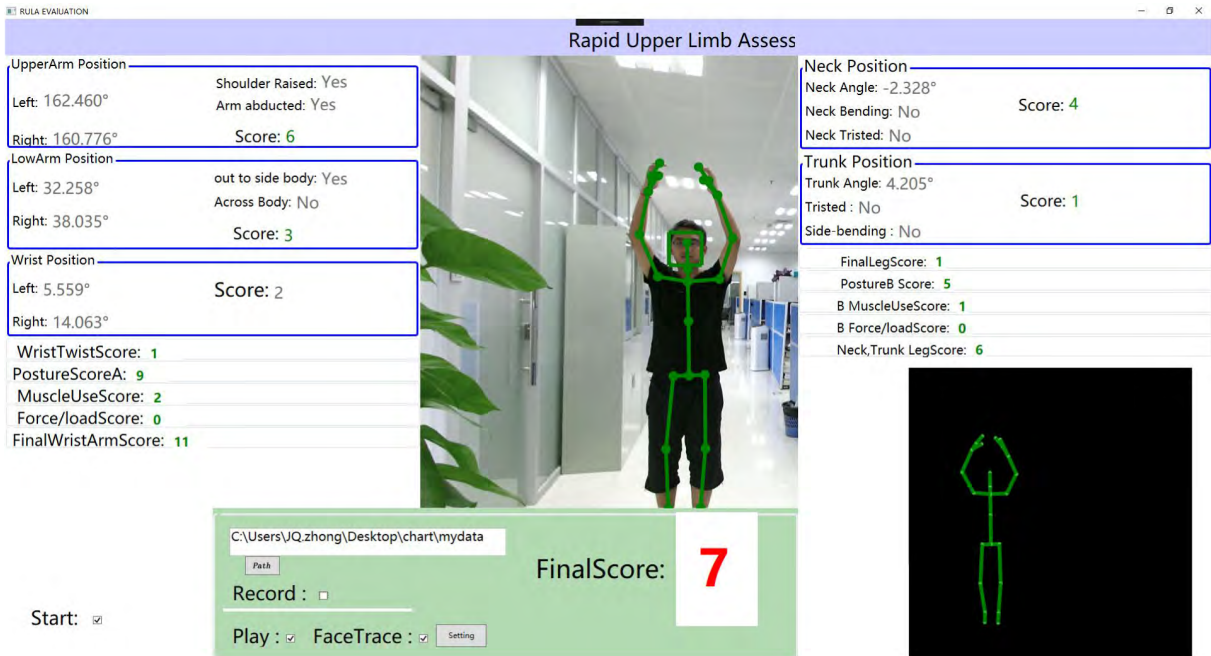 RULA EVAIUATION
Rapid Upper Limb Assess
UpperArm Position
Left: 162.460°
Shoulder Raised: Yes
Arm abducted: Yes
Right: 160.776°
Score: 6
LowArm Position
Left: 32.258°
out to side body: Yes
Across Body: No
Right: 38.035°
Score: 3
Wrist Position
Left: 5.559°
Score: 2
Right: 14.063°
WristTwistScore: 1
PostureScoreA: 9
MuscleUseScore: 2
Force/loadScore: 0
FinalWristArmScore: 11
Neck Position
Neck Angle: -2.328°
Neck Bending: No
Score: 4
Neck Tristed: No
Trunk Position
Trunk Angle: 4.205°
Tristed : No
Score: 1
Side-bending : No
FinalLegScore: 1
PostureB Score: 5
B MuscleUseScore: 1
B Force/loadScore: 0
Neck,Trunk LegScore: 6
C:\Users\JQ.zhong\Desktop\chart\mydata
Path
Record :
FinalScore: 7
Start:
Play :
FaceTrace :
Setting